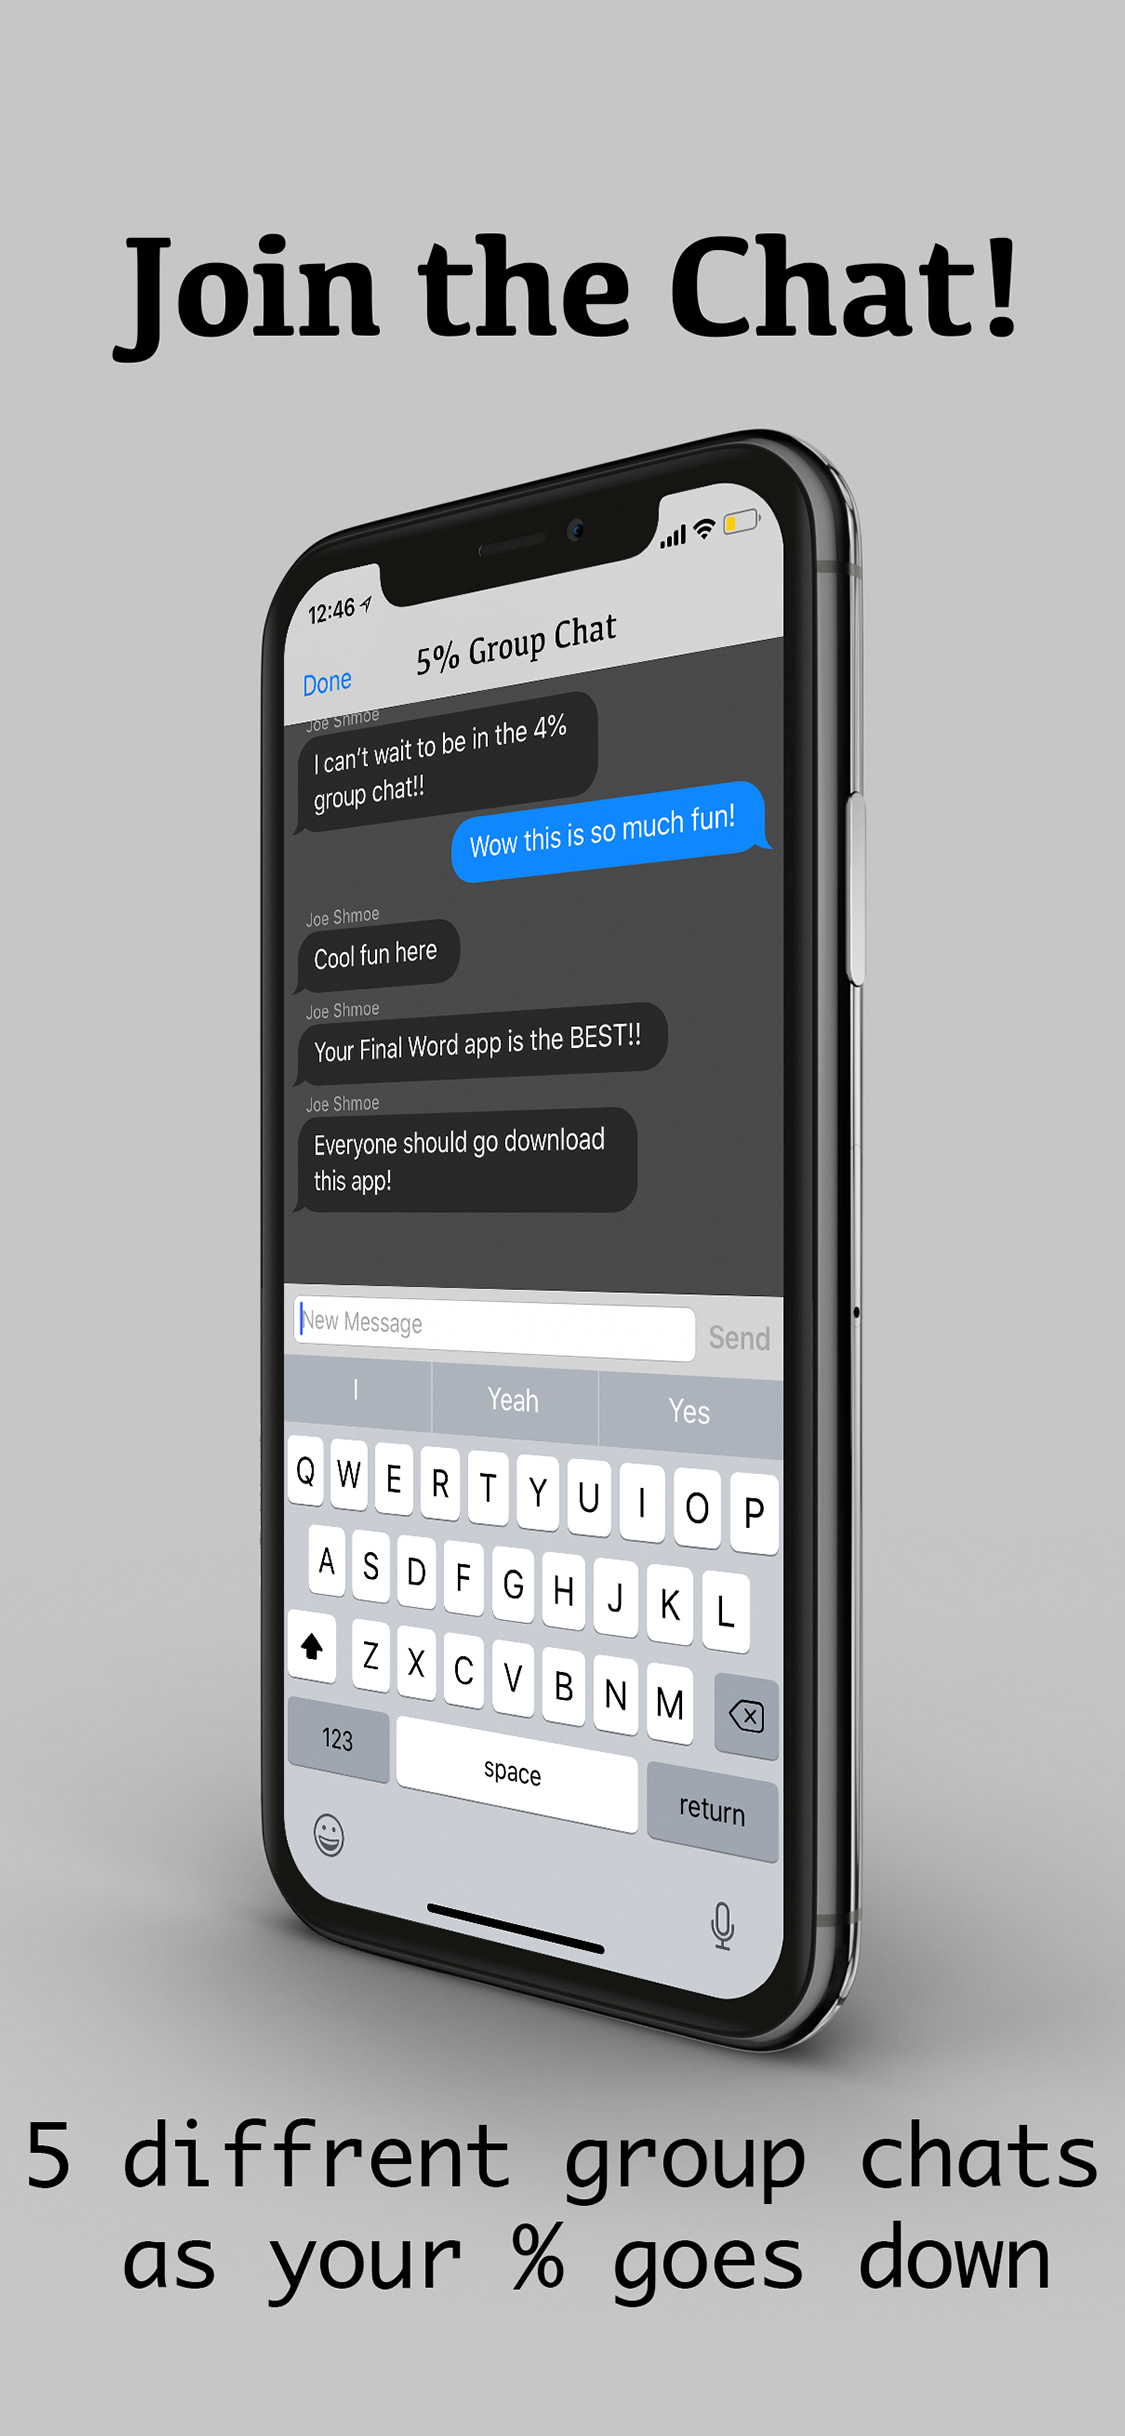 Join the Chat!
12:46
5% Group Chat
Done
Joe Shmoe
I can't wait to be in the 4%
group chat!!
Wow this is so much fun!
Joe Shmoe
Cool fun here
Joe Shmoe
Your Final Word app is the BEST!!
Joe Shmoe
Everyone should go download
this app!
New Message
Send
I Yeah Yes
Q W E R T Y U I O P
A S D F G H J K L
Z X C V B N M
123 space return
5 diffrent group chats
as your % goes down